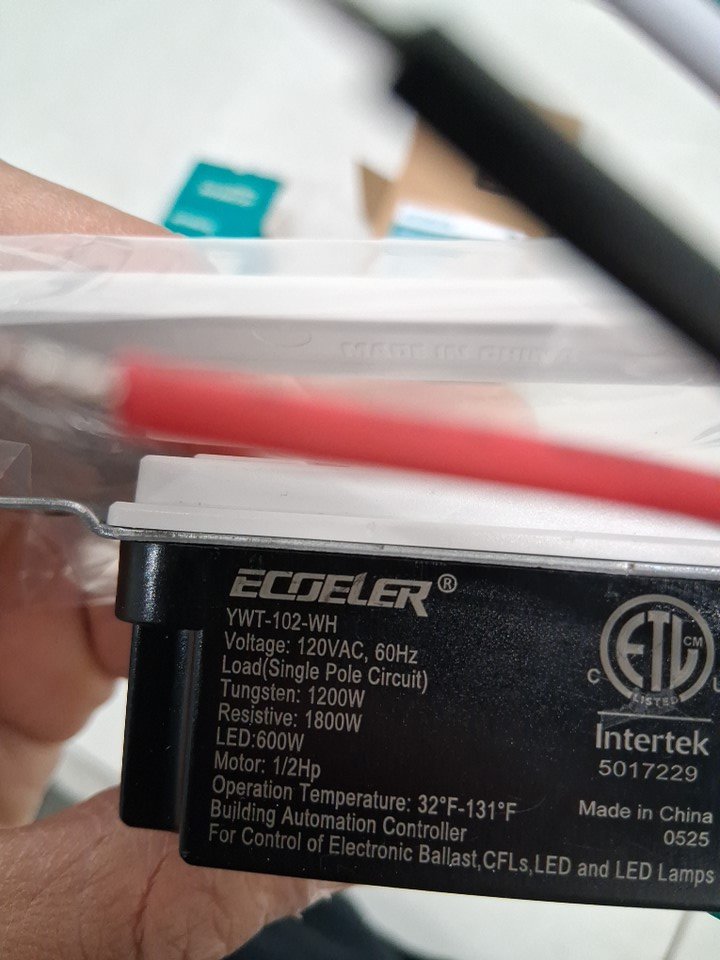 ECOELER®
YWT-102-WH
Voltage: 120VAC, 60Hz
Load(Single Pole Circuit)
Tungsten: 1200W
Resistive: 1800W
LED:600W
Motor: 1/2Hp
Operation Temperature: 32°F-131°F
Building Automation Controller
For Control of Electronic Ballast,CFLs,LED and LED Lamps
ETL CM
C
LISTED
Intertek
5017229
Made in China
0525